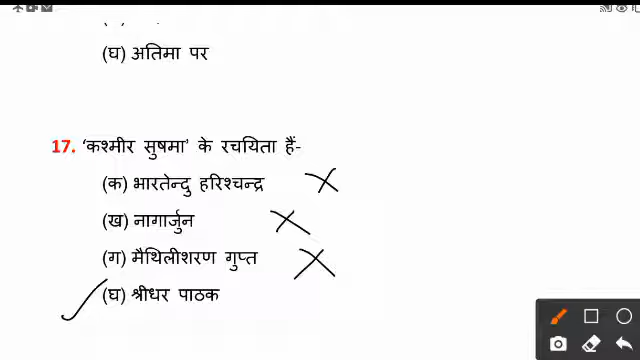 (घ) अतिमा पर
17. 'कश्मीर सुषमा' के रचयिता हैं-
(क) भारतेन्दु हरिश्चन्द्र
(ख) नागार्जुन
(ग) मैथिलीशरण गुप्त
(घ) श्रीधर पाठक